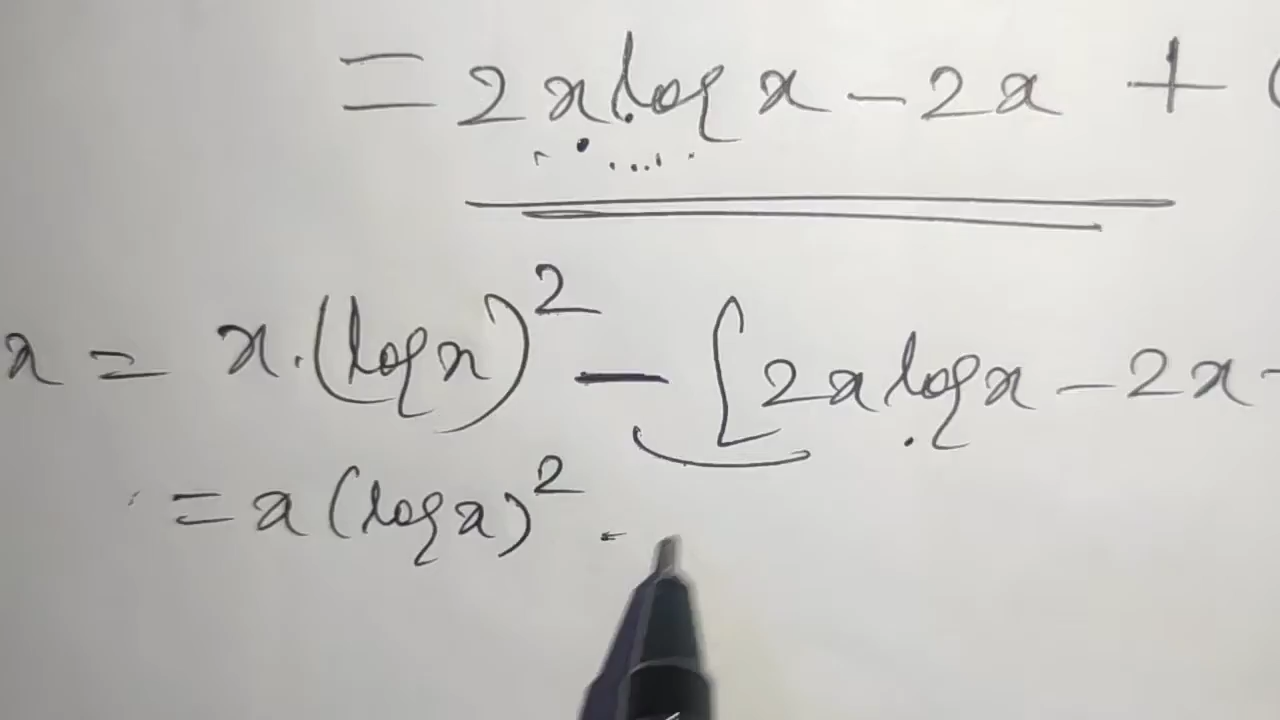 = 2x log x - 2x + (
x = x.(log x)² - [2x log x - 2x -
= x (log x)² -